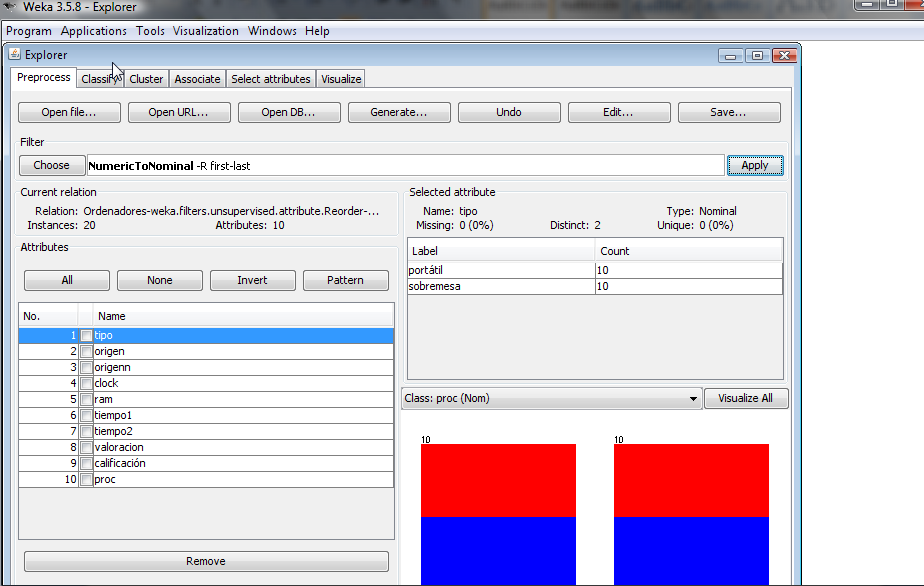 Weka 3.5.8 - Explorer
Program Applications Tools Visualization Windows Help
Explorer
Preprocess Classify Cluster Associate Select attributes Visualize
Open file... Open URL... Open DB... Generate... Undo Edit... Save...
Filter
Choose NumericToNominal -R first-last Apply
Current relation
Relation: Ordenadores-weka.filters.unsupervised.attribute.Reorder-...
Instances: 20 Attributes: 10
Attributes
All None Invert Pattern
No. Name
1 tipo
2 origen
3 origenn
4 clock
5 ram
6 tiempo1
7 tiempo2
8 valoracion
9 calificación
10 proc
Remove
Selected attribute
Name: tipo Type: Nominal
Missing: 0 (0%) Distinct: 2 Unique: 0 (0%)
Label Count
portátil 10
sobremesa 10
Class: proc (Nom) Visualize All
10 10